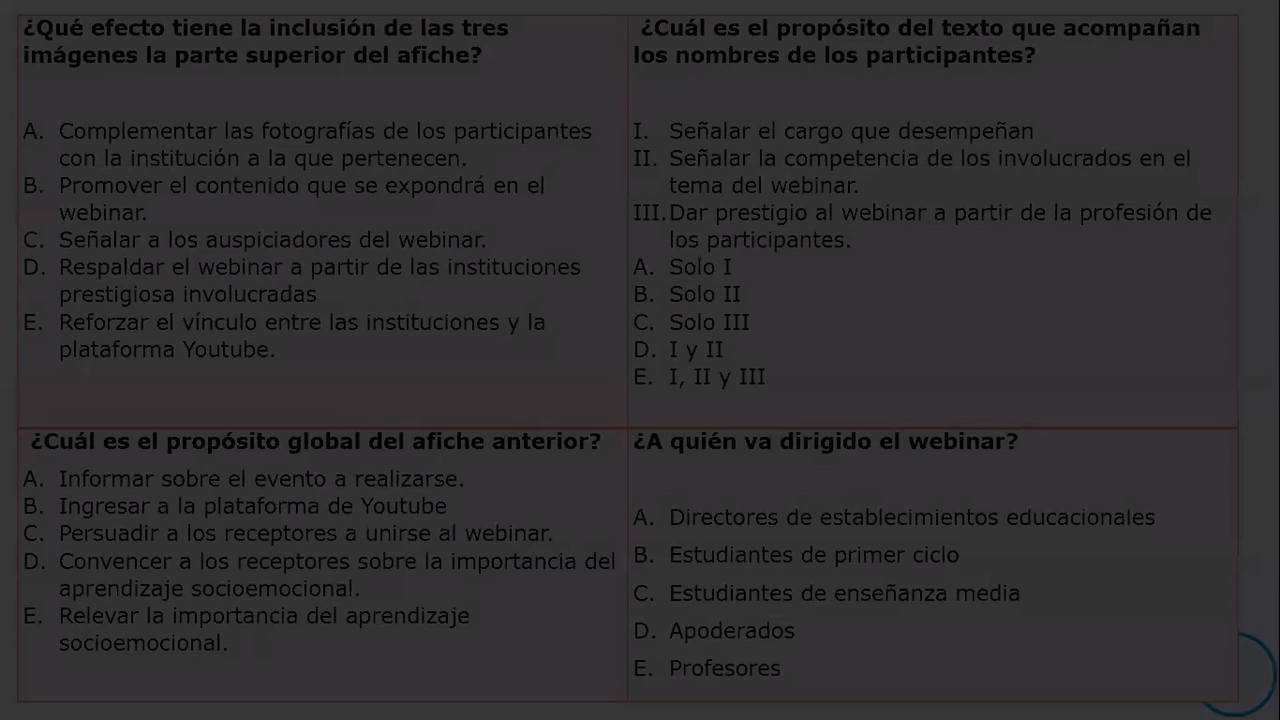 ¿Qué efecto tiene la inclusión de las tres
imágenes la parte superior del afiche?
A. Complementar las fotografías de los participantes
con la institución a la que pertenecen.
B. Promover el contenido que se expondrá en el
webinar.
C. Señalar a los auspiciadores del webinar.
D. Respaldar el webinar a partir de las instituciones
prestigiosa involucradas
E. Reforzar el vínculo entre las instituciones y la
plataforma Youtube.
¿Cuál es el propósito del texto que acompañan
los nombres de los participantes?
I. Señalar el cargo que desempeñan
II. Señalar la competencia de los involucrados en el
tema del webinar.
III. Dar prestigio al webinar a partir de la profesión de
los participantes.
A. Solo I
B. Solo II
C. Solo III
D. I y II
E. I, II y III
¿Cuál es el propósito global del afiche anterior?
A. Informar sobre el evento a realizarse.
B. Ingresar a la plataforma de Youtube
C. Persuadir a los receptores a unirse al webinar.
D. Convencer a los receptores sobre la importancia del
aprendizaje socioemocional.
E. Relevar la importancia del aprendizaje
socioemocional.
¿A quién va dirigido el webinar?
A. Directores de establecimientos educacionales
B. Estudiantes de primer ciclo
C. Estudiantes de enseñanza media
D. Apoderados
E. Profesores